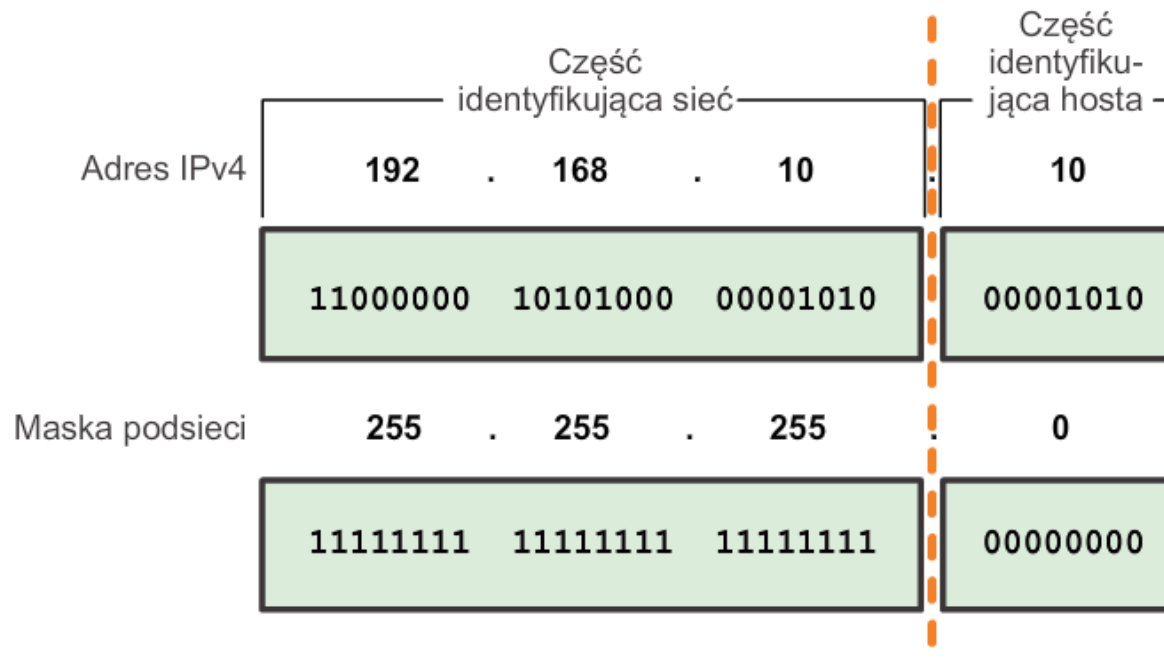 Część
identyfikująca sieć
Część
identyfiku-
jąca hosta
Adres IPv4 192 . 168 . 10 . 10
11000000 10101000 00001010 00001010
Maska podsieci 255 . 255 . 255 . 0
11111111 11111111 11111111 00000000